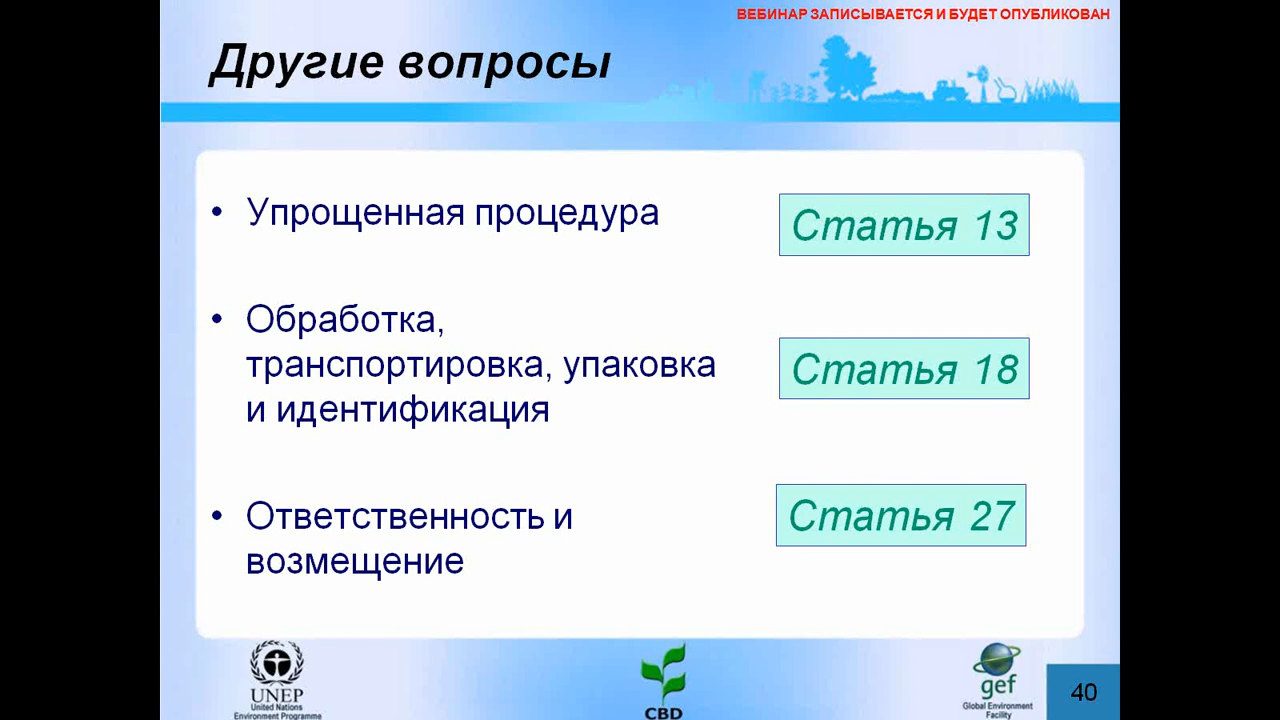 ВЕБИНАР ЗАПИСЫВАЕТСЯ И БУДЕТ ОПУБЛИКОВАН
Другие вопросы
• Упрощенная процедура
Статья 13
• Обработка,
транспортировка, упаковка
и идентификация
Статья 18
• Ответственность и
возмещение
Статья 27
UNEP
United Nations
Environment Programme
CBD
gef
Global Environment
Facility
40